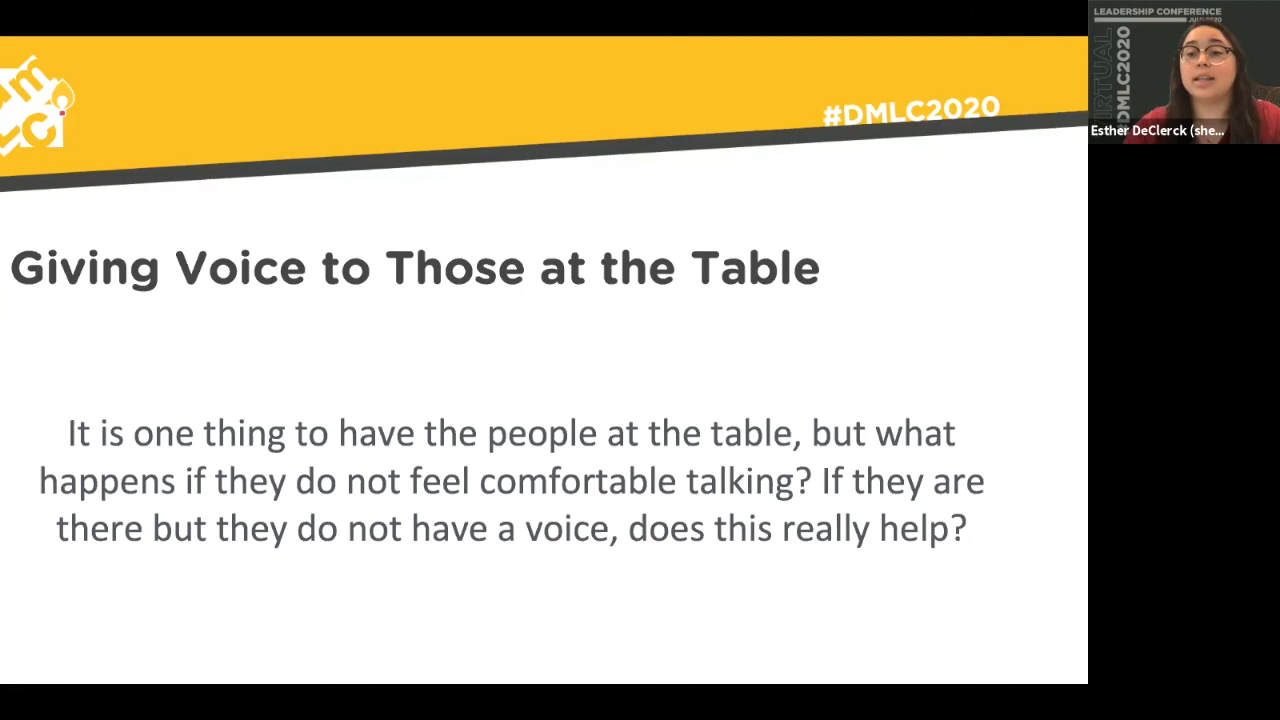 #DMLC2020
Giving Voice to Those at the Table
It is one thing to have the people at the table, but what
happens if they do not feel comfortable talking? If they are
there but they do not have a voice, does this really help?
LEADERSHIP CONFERENCE
#DMLC2020
Esther DeClerck (she...